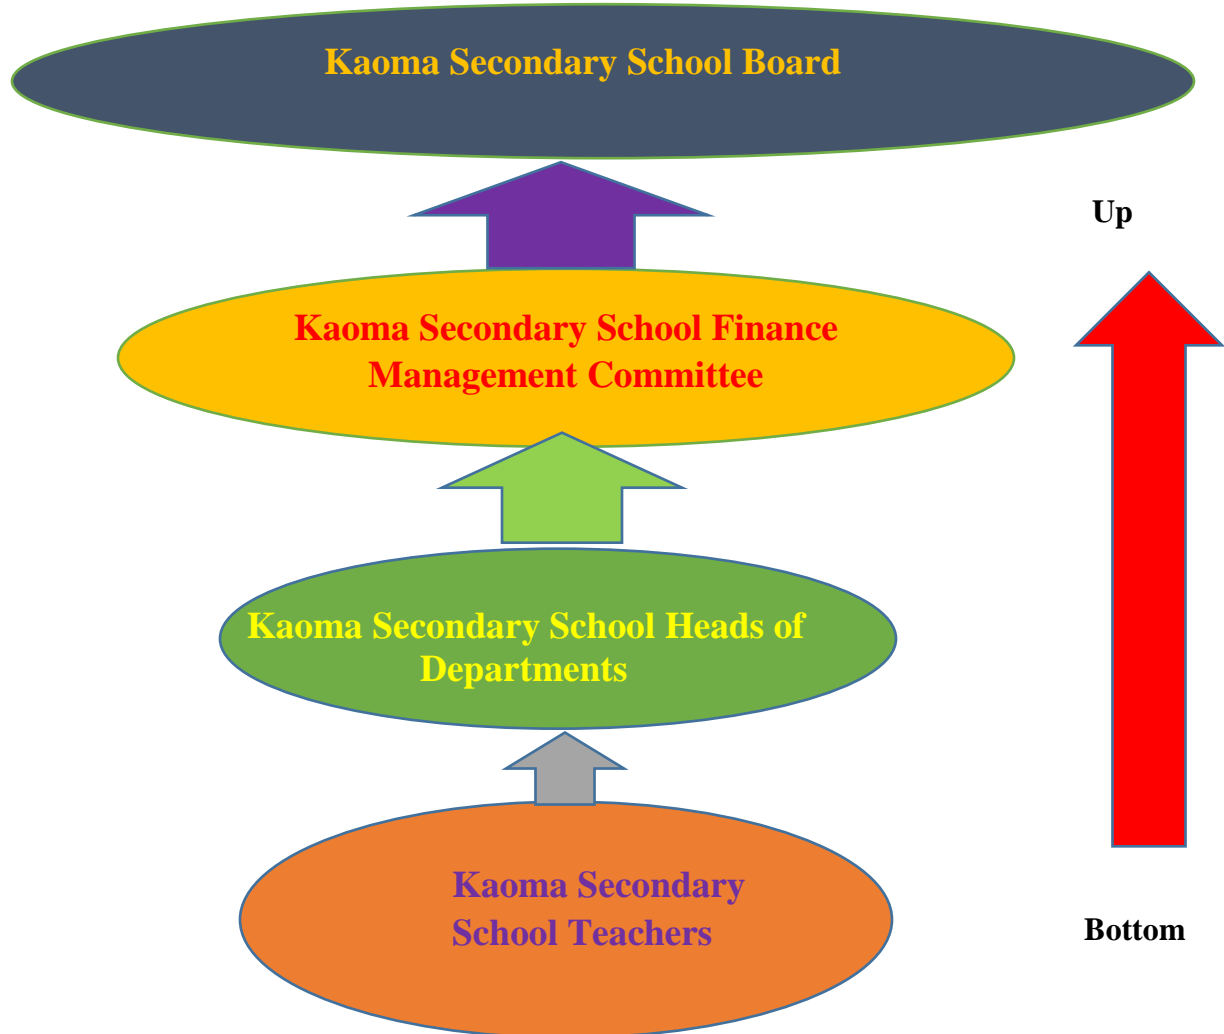 Kaoma Secondary School Board
Up
Kaoma Secondary School Finance
Management Committee
Kaoma Secondary School Heads of
Departments
Kaoma Secondary
School Teachers
Bottom